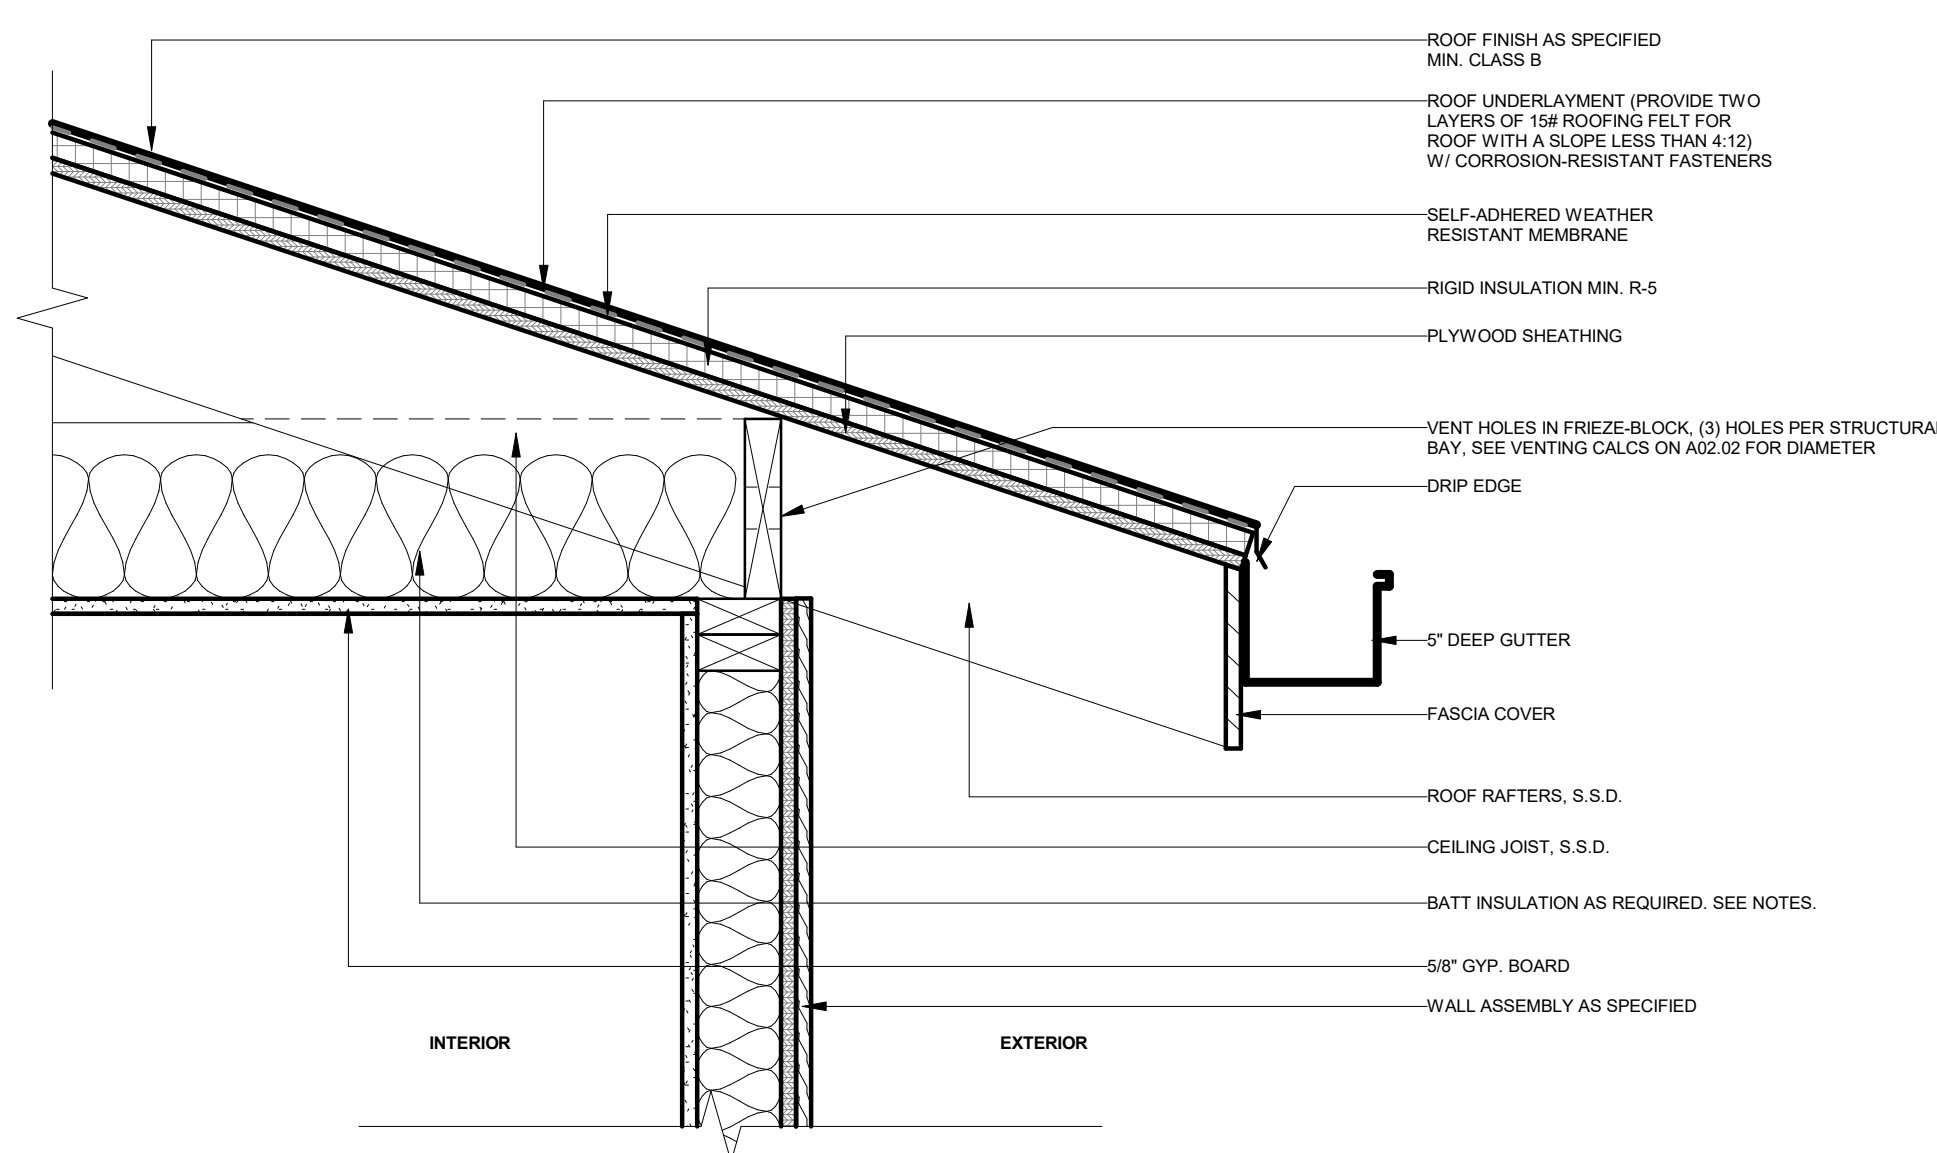 ROOF FINISH AS SPECIFIED
MIN. CLASS B
ROOF UNDERLAYMENT (PROVIDE TWO
LAYERS OF 15# ROOFING FELT FOR
ROOF WITH A SLOPE LESS THAN 4:12)
W/ CORROSION-RESISTANT FASTENERS
SELF-ADHERED WEATHER
RESISTANT MEMBRANE
RIGID INSULATION MIN. R-5
PLYWOOD SHEATHING
VENT HOLES IN FRIEZE-BLOCK, (3) HOLES PER STRUCTURAL
BAY, SEE VENTING CALCS ON A02.02 FOR DIAMETER
DRIP EDGE
5" DEEP GUTTER
FASCIA COVER
ROOF RAFTERS, S.S.D.
CEILING JOIST, S.S.D.
BATT INSULATION AS REQUIRED. SEE NOTES.
5/8" GYP. BOARD
WALL ASSEMBLY AS SPECIFIED
INTERIOR
EXTERIOR